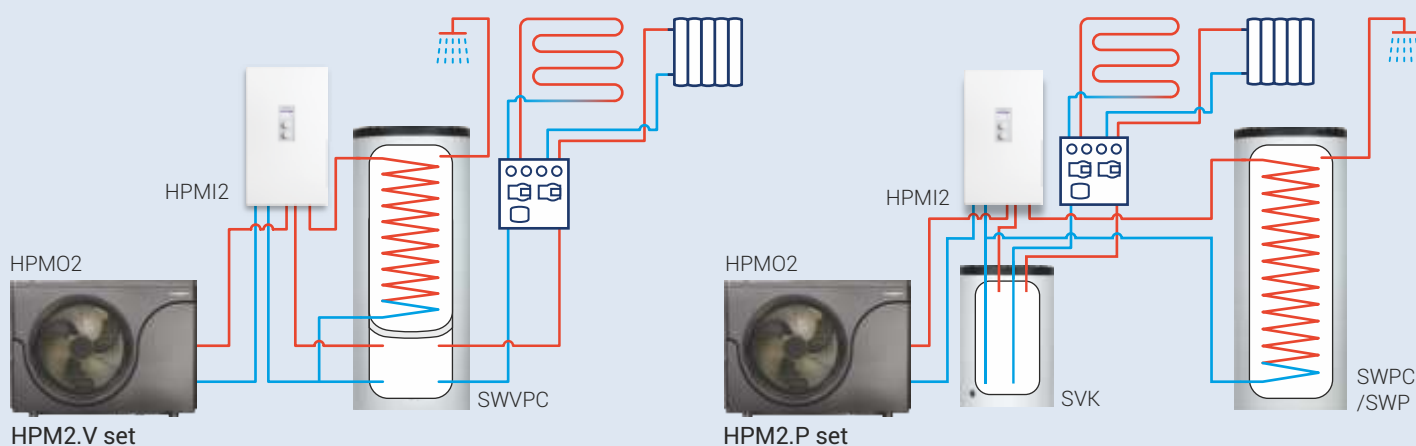 HPMI2
HPMO2
SWVPC
HPM2.V set
HPMI2
HPMO2
SVK
SWPC
/SWP
HPM2.P set